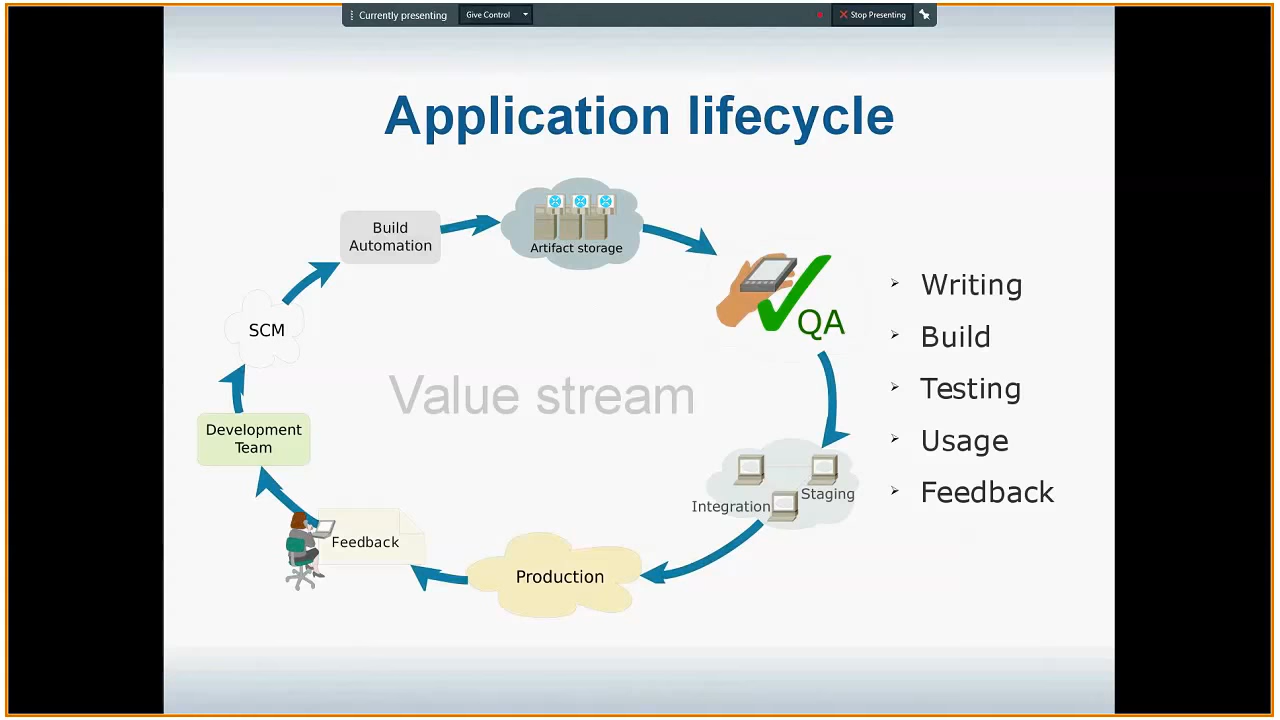 Currently presenting
Give Control
Stop Presenting
Application lifecycle
Build
Automation
Artifact storage
QA
SCM
Value stream
Development
Team
Integration
Staging
Feedback
Production
Writing
Build
Testing
Usage
Feedback